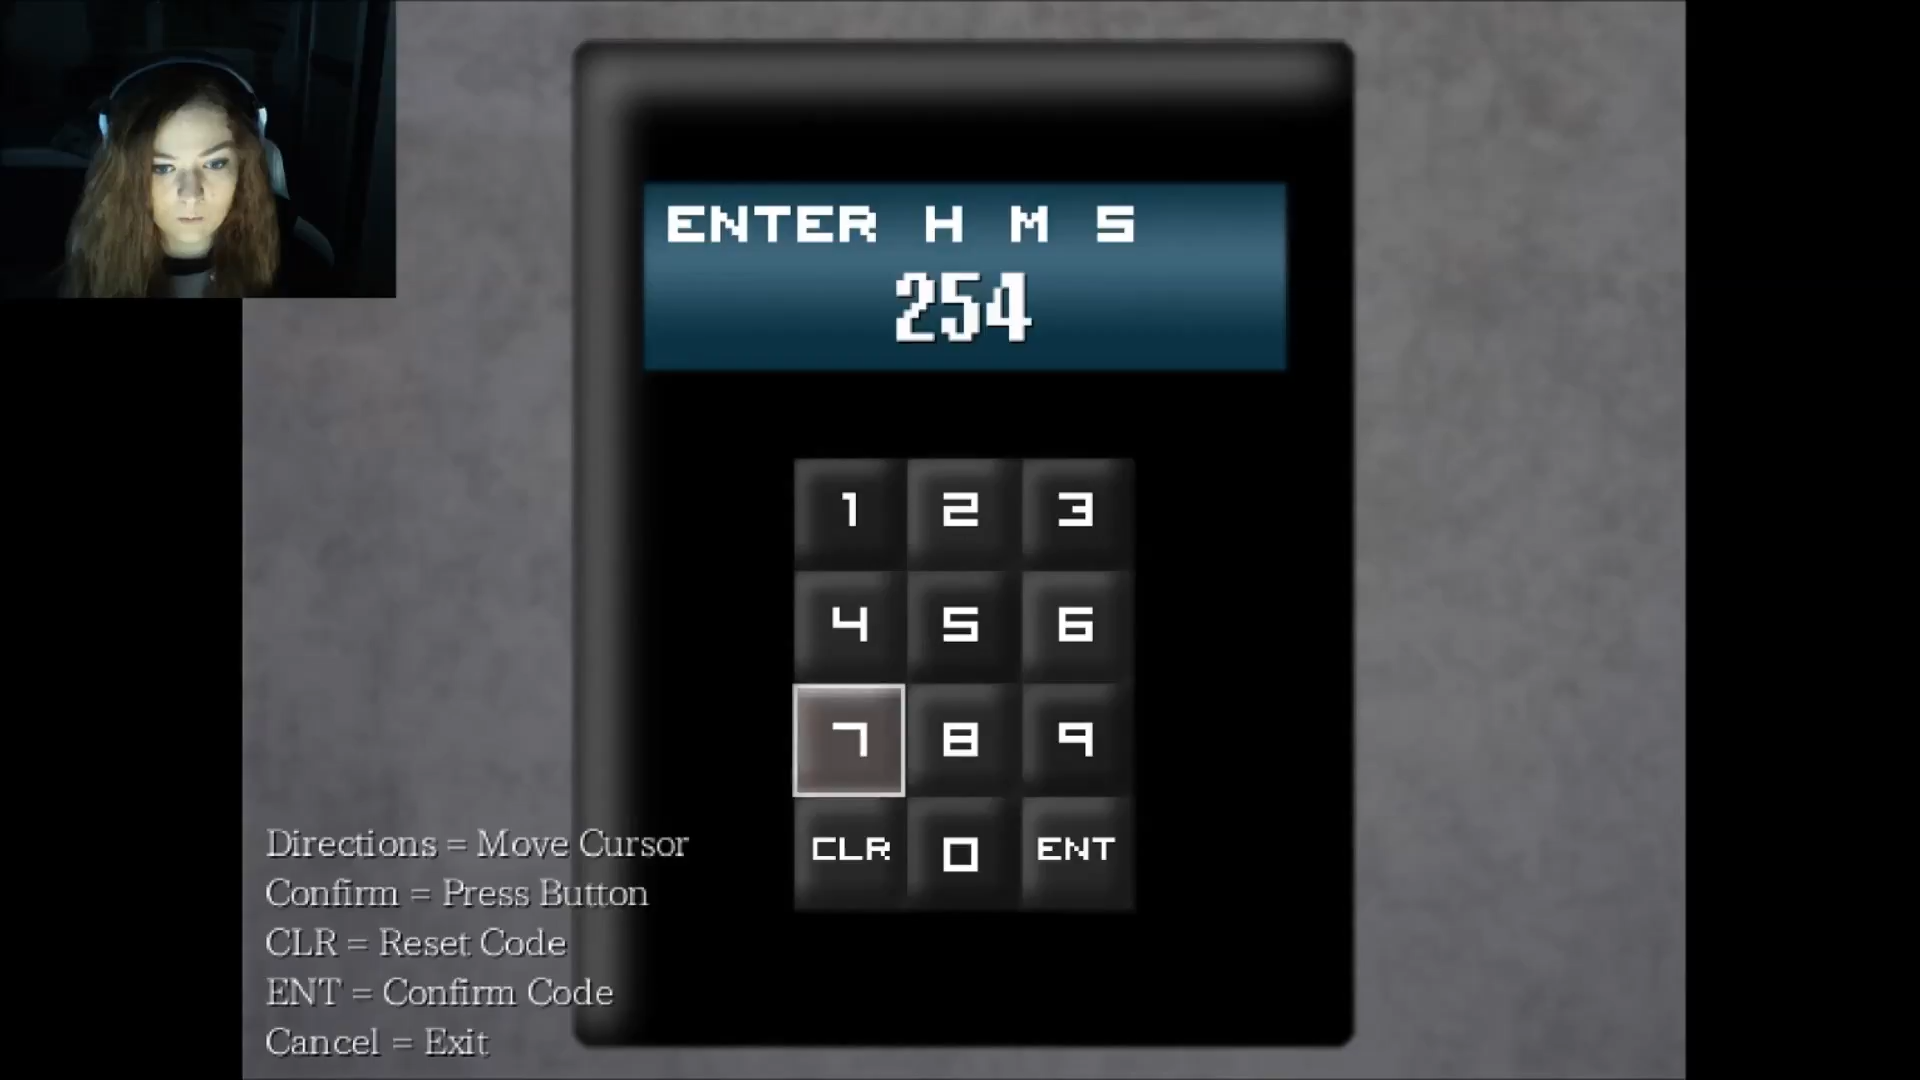 ENTER H M S
254
1 2 3
4 5 6
7 8 9
CLR 0 ENT
Directions = Move Cursor
Confirm = Press Button
CLR = Reset Code
ENT = Confirm Code
Cancel = Exit